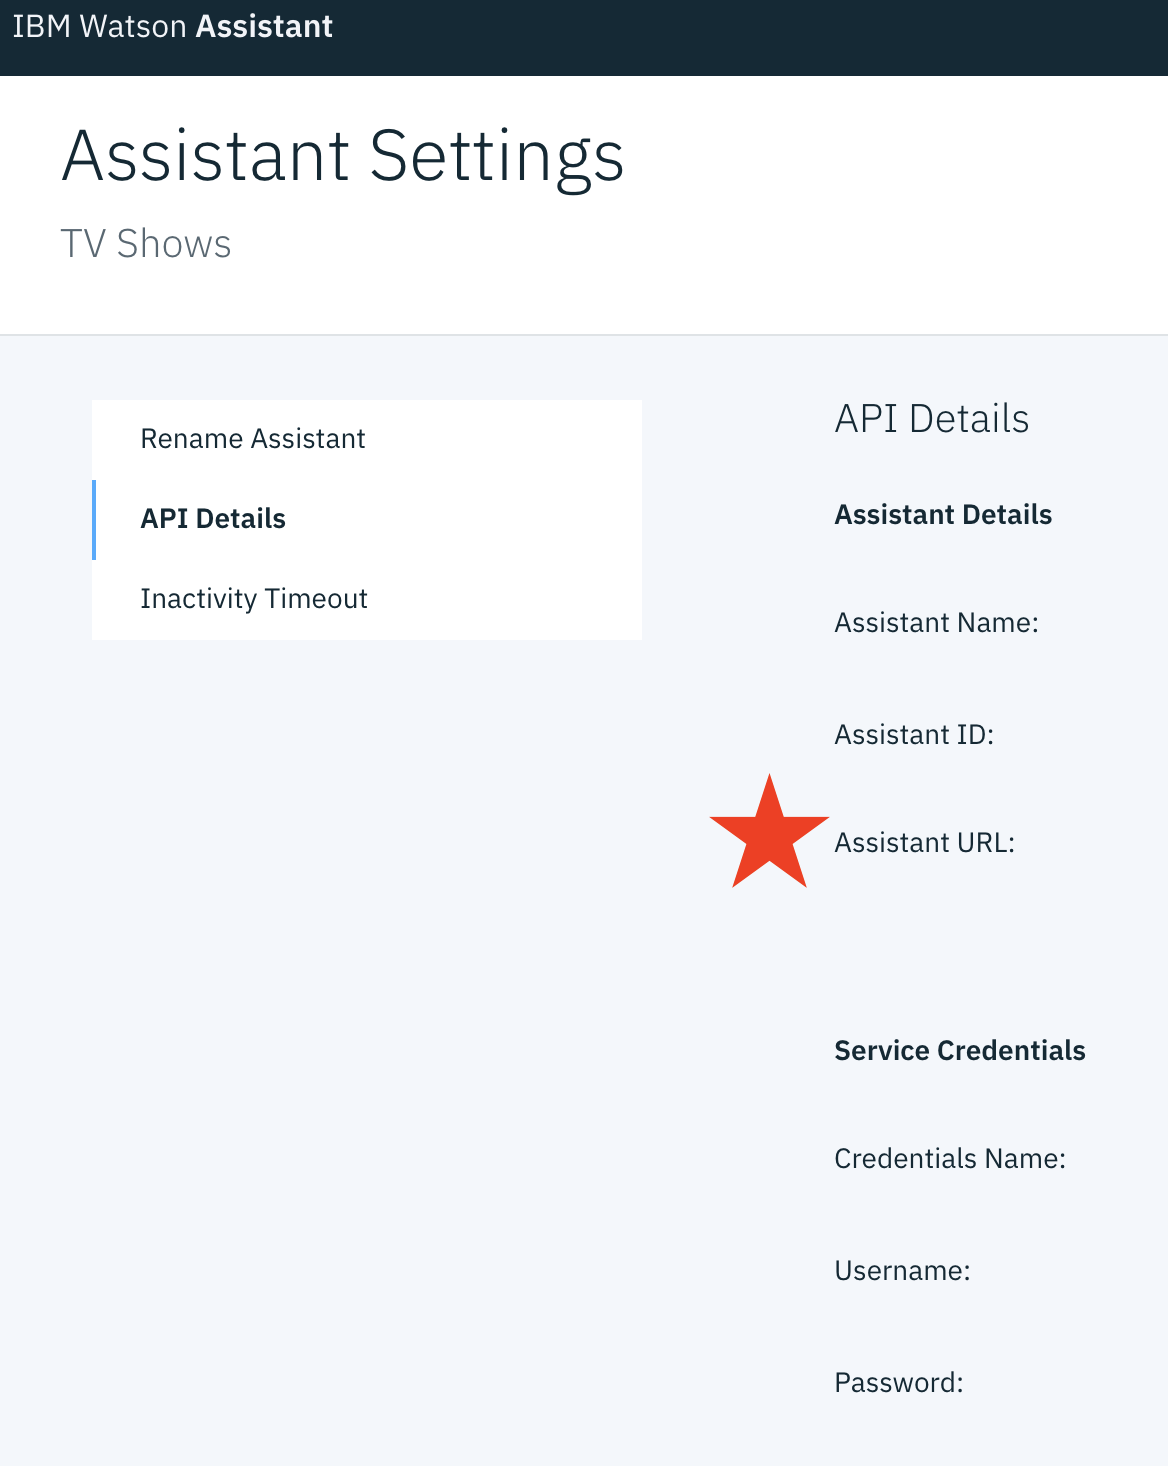 IBM Watson Assistant
Assistant Settings
TV Shows
Rename Assistant
API Details
Inactivity Timeout
API Details
Assistant Details
Assistant Name:
Assistant ID:
Assistant URL:
Service Credentials
Credentials Name:
Username:
Password: